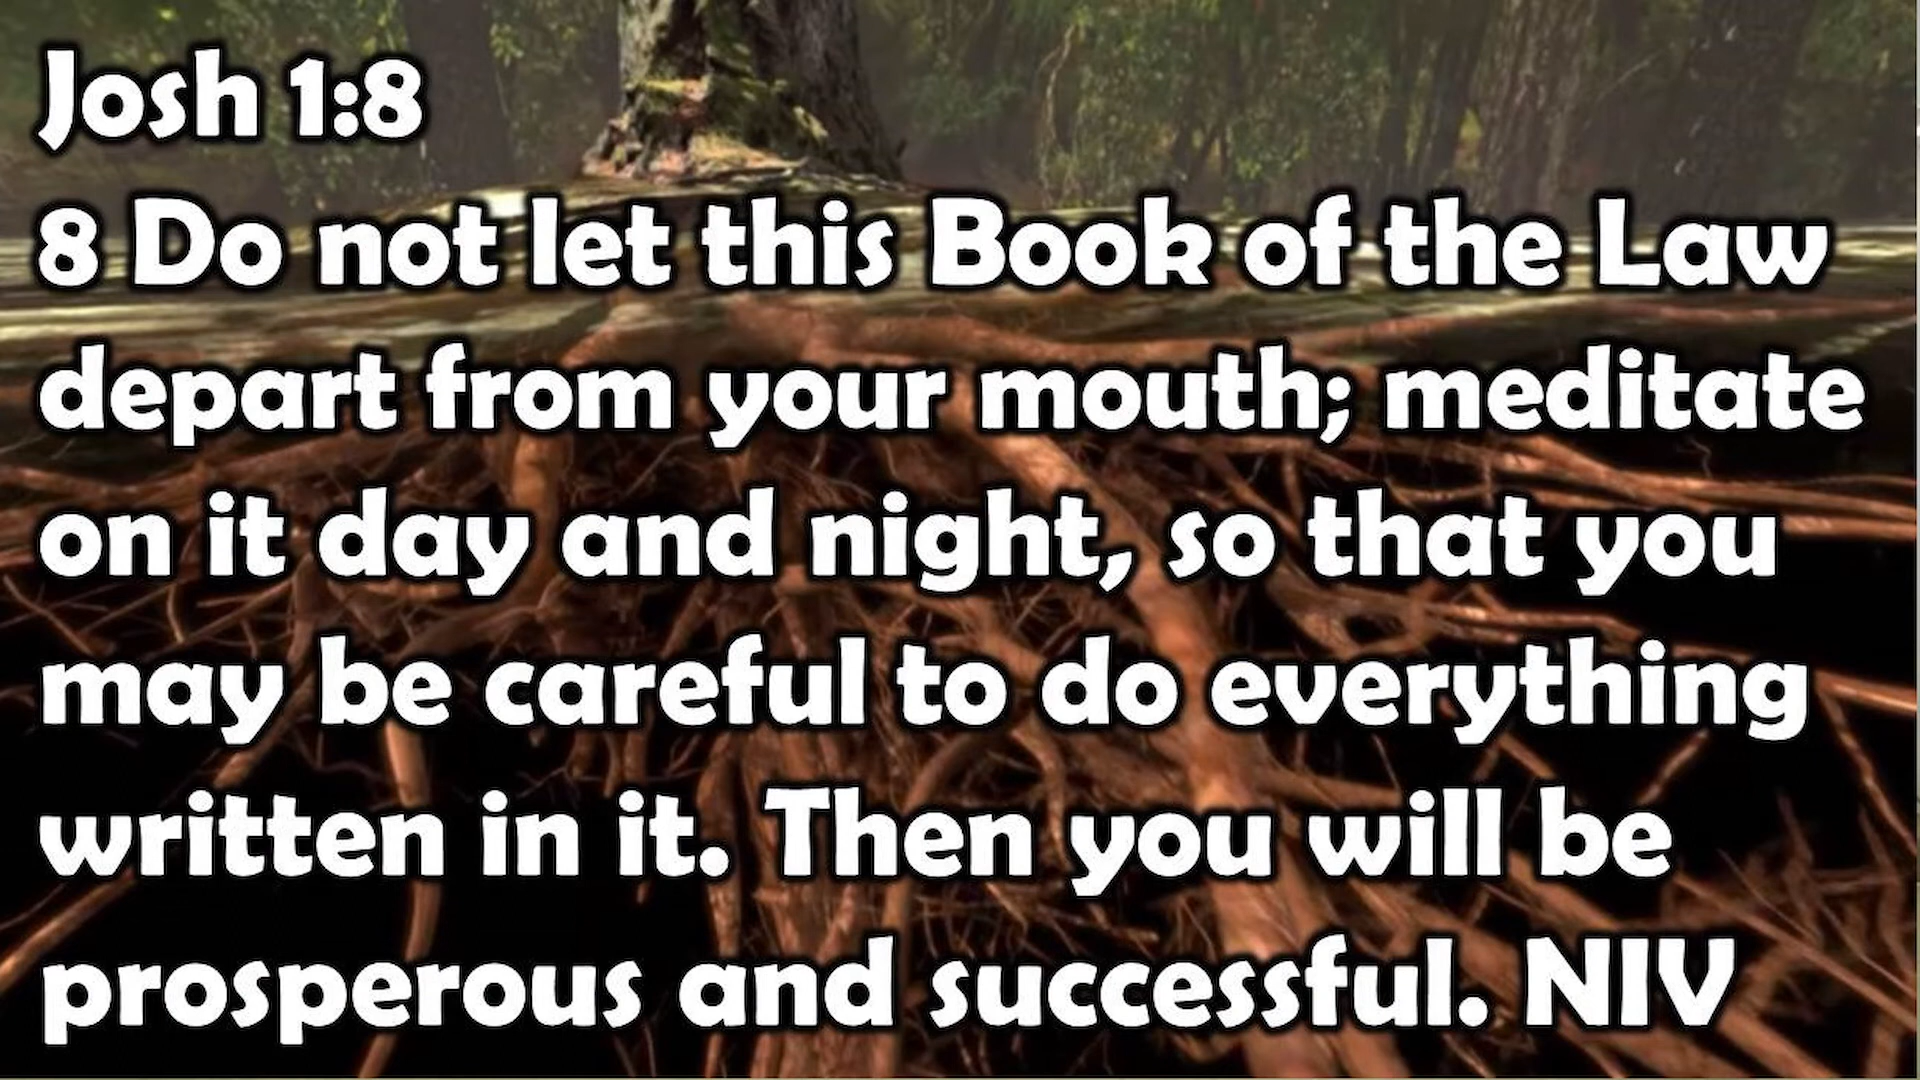 Josh 1:8
8 Do not let this Book of the Law
depart from your mouth; meditate
on it day and night, so that you
may be careful to do everything
written in it. Then you will be
prosperous and successful. NIV